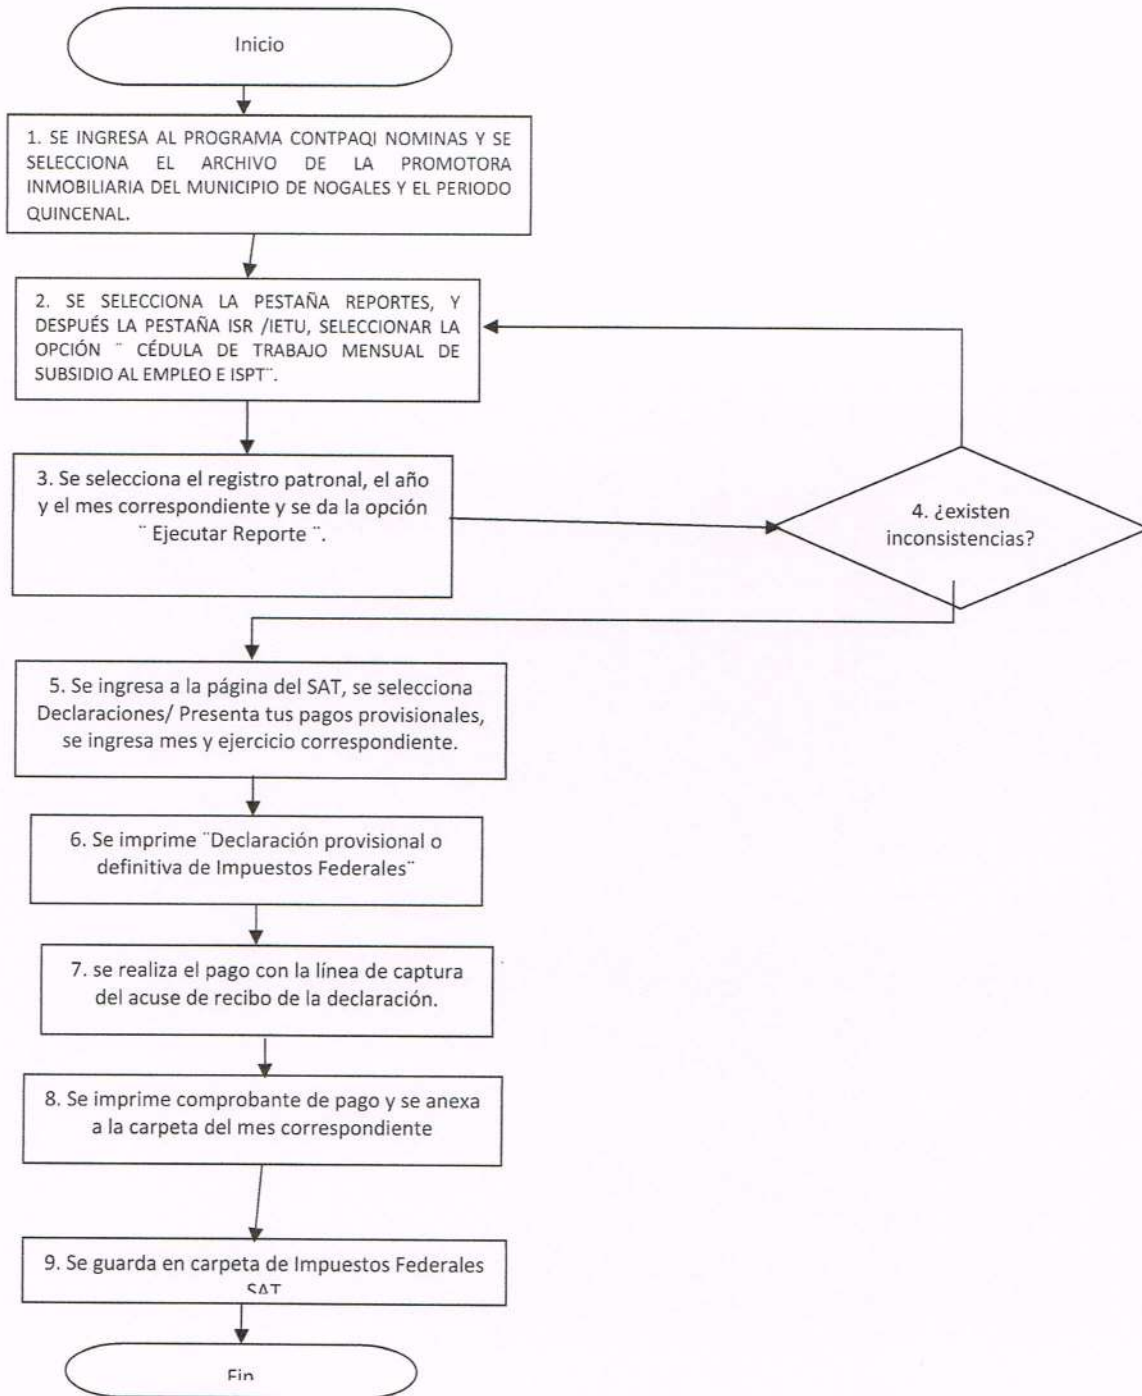 Inicio
1. SE INGRESA AL PROGRAMA CONTPAQI NOMINAS Y SE
SELECCIONA EL ARCHIVO DE LA PROMOTORA
INMOBILIARIA DEL MUNICIPIO DE NOGALES Y EL PERIODO
QUINCENAL.
2. SE SELECCIONA LA PESTAÑA REPORTES, Y
DESPUÉS LA PESTAÑA ISR /IETU, SELECCIONAR LA
OPCIÓN ¨ CÉDULA DE TRABAJO MENSUAL DE
SUBSIDIO AL EMPLEO E ISPT¨.
3. Se selecciona el registro patronal, el año
y el mes correspondiente y se da la opción
¨ Ejecutar Reporte ¨.
4. ¿existen
inconsistencias?
5. Se ingresa a la página del SAT, se selecciona
Declaraciones/ Presenta tus pagos provisionales,
se ingresa mes y ejercicio correspondiente.
6. Se imprime ¨Declaración provisional o
definitiva de Impuestos Federales¨
7. se realiza el pago con la línea de captura
del acuse de recibo de la declaración.
8. Se imprime comprobante de pago y se anexa
a la carpeta del mes correspondiente
9. Se guarda en carpeta de Impuestos Federales
SAT
Fin